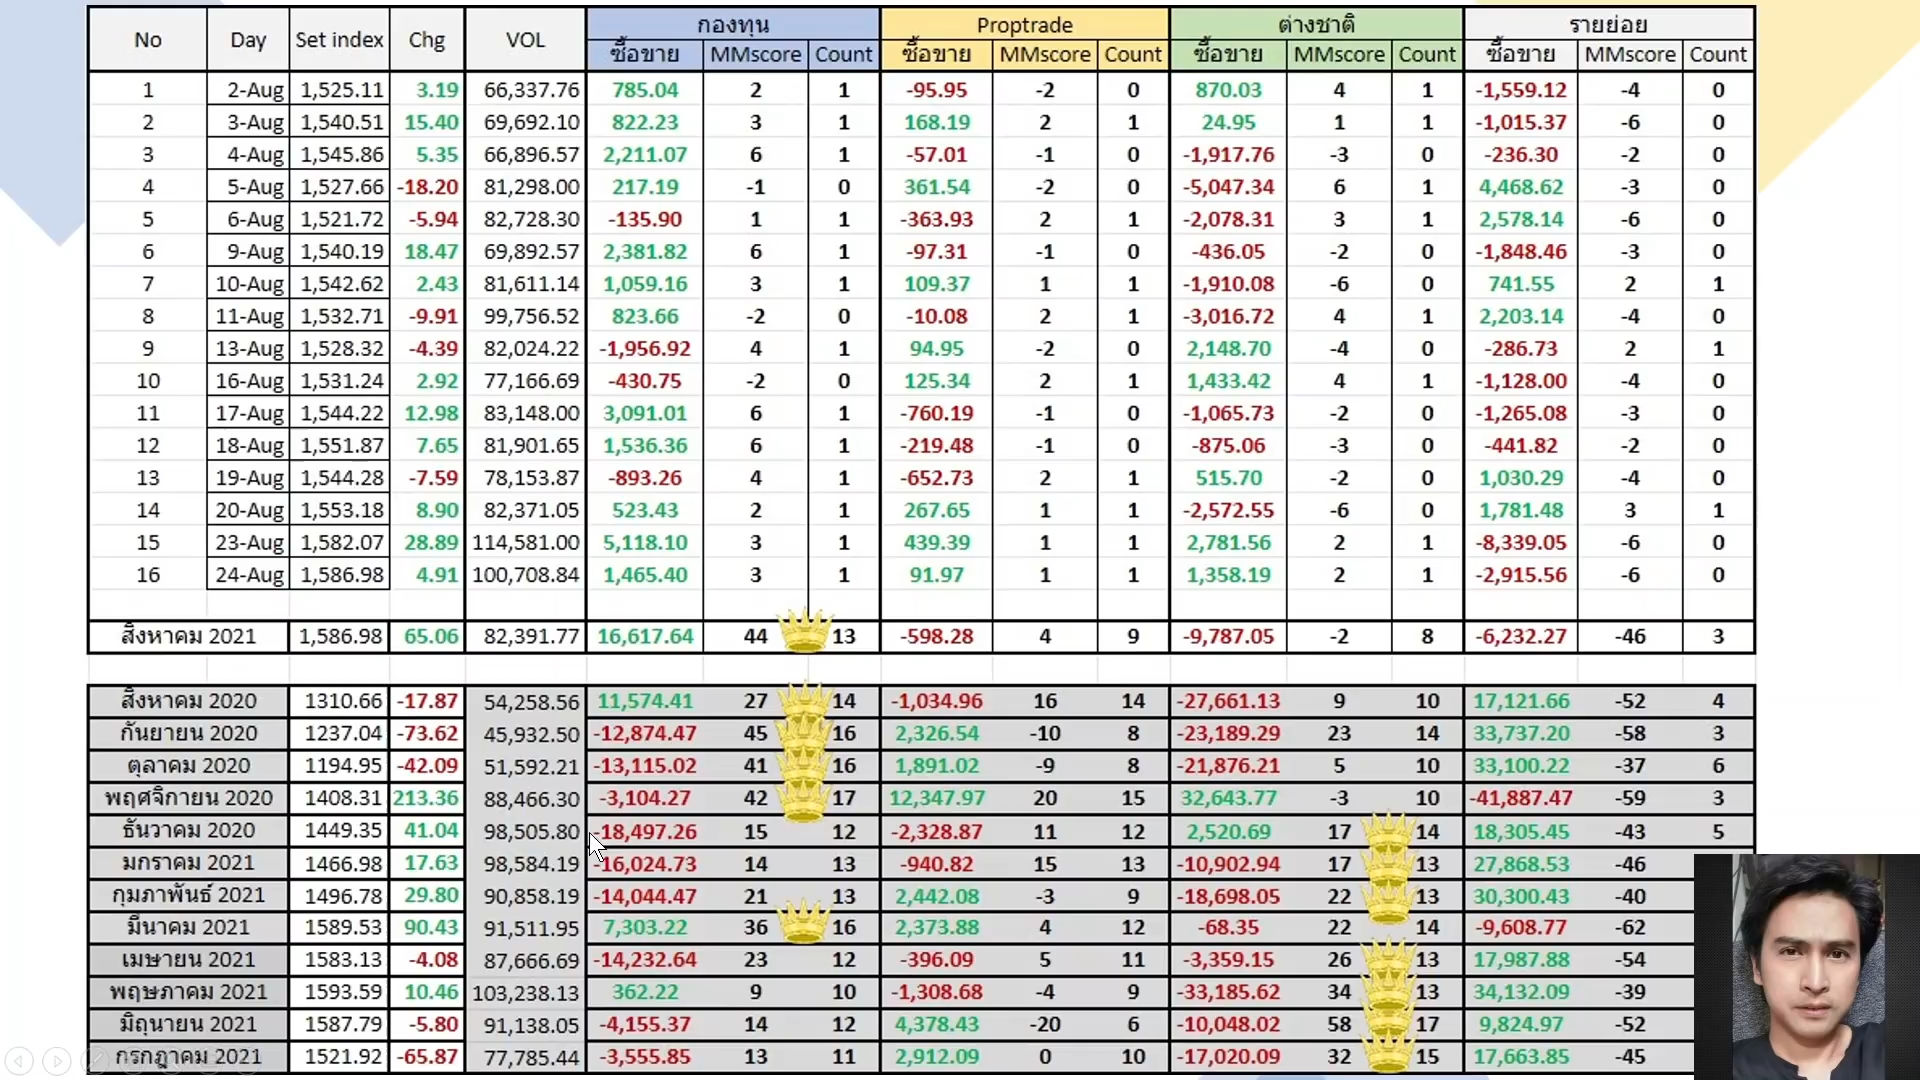 No Day Set index Chg VOL กองทุน Proptrade ต่างชาติ รายย่อย
ซื้อขาย MMscore Count ซื้อขาย MMscore Count ซื้อขาย MMscore Count ซื้อขาย MMscore Count
1 2-Aug 1,525.11 3.19 66,337.76 785.04 2 1 -95.95 -2 0 870.03 4 1 -1,559.12 -4 0
2 3-Aug 1,540.51 15.40 69,692.10 822.23 3 1 168.19 2 1 24.95 1 1 -1,015.37 -6 0
3 4-Aug 1,545.86 5.35 66,896.57 2,211.07 6 1 -57.01 -1 0 -1,917.76 -3 0 -236.30 -2 0
4 5-Aug 1,527.66 -18.20 81,298.00 217.19 -1 0 361.54 -2 0 -5,047.34 6 1 4,468.62 -3 0
5 6-Aug 1,521.72 -5.94 82,728.30 -135.90 1 1 -363.93 2 1 -2,078.31 3 1 2,578.14 -6 0
6 9-Aug 1,540.19 18.47 69,892.57 2,381.82 6 1 -97.31 -1 0 -436.05 -2 0 -1,848.46 -3 0
7 10-Aug 1,542.62 2.43 81,611.14 1,059.16 3 1 109.37 1 1 -1,910.08 -6 0 741.55 2 1
8 11-Aug 1,532.71 -9.91 99,756.52 823.66 -2 0 -10.08 2 1 -3,016.72 4 1 2,203.14 -4 0
9 13-Aug 1,528.32 -4.39 82,024.22 -1,956.92 4 1 94.95 -2 0 2,148.70 -4 0 -286.73 2 1
10 16-Aug 1,531.24 2.92 77,166.69 -430.75 -2 0 125.34 2 1 1,433.42 4 1 -1,128.00 -4 0
11 17-Aug 1,544.22 12.98 83,148.00 3,091.01 6 1 -760.19 -1 0 -1,065.73 -2 0 -1,265.08 -3 0
12 18-Aug 1,551.87 7.65 81,901.65 1,536.36 6 1 -219.48 -1 0 -875.06 -3 0 -441.82 -2 0
13 19-Aug 1,544.28 -7.59 78,153.87 -893.26 4 1 -652.73 2 1 515.70 -2 0 1,030.29 -4 0
14 20-Aug 1,553.18 8.90 82,371.05 523.43 2 1 267.65 1 1 -2,572.55 -6 0 1,781.48 3 1
15 23-Aug 1,582.07 28.89 114,581.00 5,118.10 3 1 439.39 1 1 2,781.56 2 1 -8,339.05 -6 0
16 24-Aug 1,586.98 4.91 100,708.84 1,465.40 3 1 91.97 1 1 1,358.19 2 1 -2,915.56 -6 0
สิงหาคม 2021 1,586.98 65.06 82,391.77 16,617.64 44 13 -598.28 4 9 -9,787.05 -2 8 -6,232.27 -46 3
สิงหาคม 2020 1310.66 -17.87 54,258.56 11,574.41 27 14 -1,034.96 16 14 -27,661.13 9 10 17,121.66 -52 4
กันยายน 2020 1237.04 -73.62 45,932.50 -12,874.47 45 16 2,326.54 -10 8 -23,189.29 23 14 33,737.20 -58 3
ตุลาคม 2020 1194.95 -42.09 51,592.21 -13,115.02 41 16 1,891.02 -9 8 -21,876.21 5 10 33,100.22 -37 6
พฤศจิกายน 2020 1408.31 213.36 88,466.30 -3,104.27 42 17 12,347.97 20 15 32,643.77 -3 10 -41,887.47 -59 3
ธันวาคม 2020 1449.35 41.04 98,505.80 -18,497.26 15 12 -2,328.87 11 12 2,520.69 17 14 18,305.45 -43 5
มกราคม 2021 1466.98 17.63 98,584.19 -16,024.73 14 13 -940.82 15 13 -10,902.94 17 13 27,868.53 -46
กุมภาพันธ์ 2021 1496.78 29.80 90,858.19 -14,044.47 21 13 2,442.08 -3 9 -18,698.05 22 13 30,300.43 -40
มีนาคม 2021 1589.53 90.43 91,511.95 7,303.22 36 16 2,373.88 4 12 -68.35 22 14 -9,608.77 -62
เมษายน 2021 1583.13 -4.08 87,666.69 -14,232.64 23 12 -396.09 5 11 -3,359.15 26 13 17,987.88 -54
พฤษภาคม 2021 1593.59 10.46 103,238.13 362.22 9 10 -1,308.68 -4 9 -33,185.62 34 13 34,132.09 -39
มิถุนายน 2021 1587.79 -5.80 91,138.05 -4,155.37 14 12 4,378.43 -20 6 -10,048.02 58 17 9,824.97 -52
กรกฎาคม 2021 1521.92 -65.87 77,785.44 -3,555.85 13 11 2,912.09 0 10 -17,020.09 32 15 17,663.85 -45